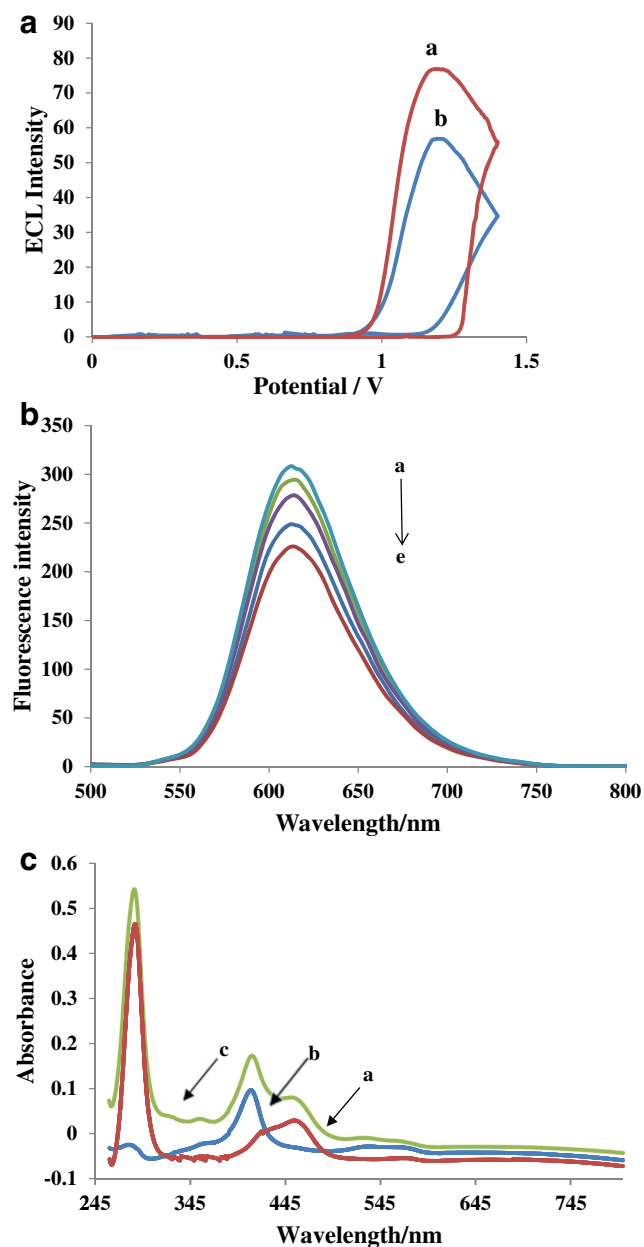 a
90
80
70
60
50
40
30
20
10
0
ECL Intensity
a
b
0
0.5
1
1.5
Potential / V
b
350
300
250
200
150
100
50
0
Fluorescence intensity
a
e
500
550
600
650
700
750
800
Wavelength/nm
c
0.6
0.5
0.4
0.3
0.2
0.1
0
-0.1
Absorbance
c
b
a
245
345
445
545
645
745
Wavelength/nm